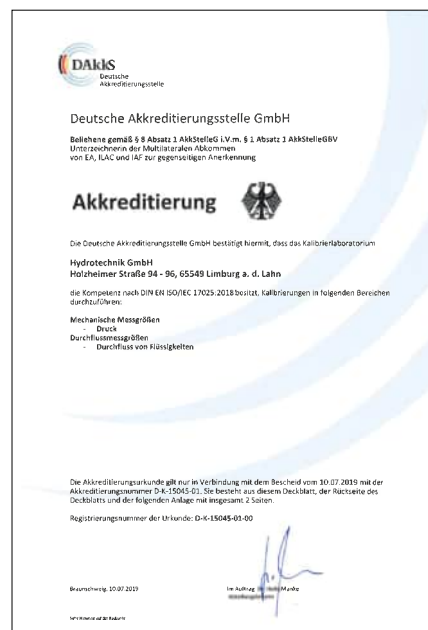 DAkkS
Deutsche
Akkreditierungsstelle
Deutsche Akkreditierungsstelle GmbH
Beliehene gemäß § 8 Absatz 1 AkkStelleG i.V.m. § 1 Absatz 1 AkkStelleGBV
Unterzeichnerin der Multilateralen Abkommen
von EA, ILAC und IAF zur gegenseitigen Anerkennung
Akkreditierung
Die Deutsche Akkreditierungsstelle GmbH bestätigt hiermit, dass das Kalibrierlaboratorium
Hydrotechnik GmbH
Holzheimer Straße 94 - 96, 65549 Limburg a. d. Lahn
die Kompetenz nach DIN EN ISO/IEC 17025:2018 besitzt, Kalibrierungen in folgenden Bereichen
durchzuführen:
Mechanische Messgrößen
- Druck
Durchflussmessgrößen
- Durchfluss von Flüssigkeiten
Die Akkreditierungsurkunde gilt nur in Verbindung mit dem Bescheid vom 10.07.2019 mit der
Akkreditierungsnummer D-K-15045-01. Sie besteht aus diesem Deckblatt, der Rückseite des
Deckblatts und der folgenden Anlage mit insgesamt 2 Seiten.
Registrierungsnummer der Urkunde: D-K-15045-01-00
Braunschweig, 10.07.2019
Im Auftrag